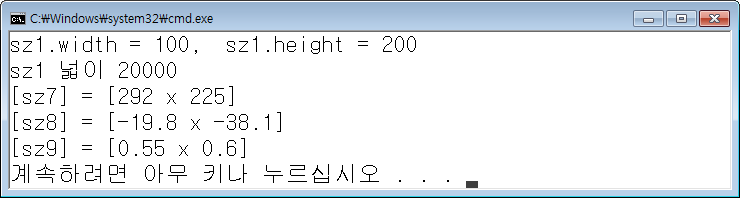 C:₩Windows₩system32₩cmd.exe
sz1.width = 100,  sz1.height = 200
sz1 넓이 20000
[sz7] = [292 x 225]
[sz8] = [-19.8 x -38.1]
[sz9] = [0.55 x 0.6]
계속하려면 아무 키나 누르십시오 . . .